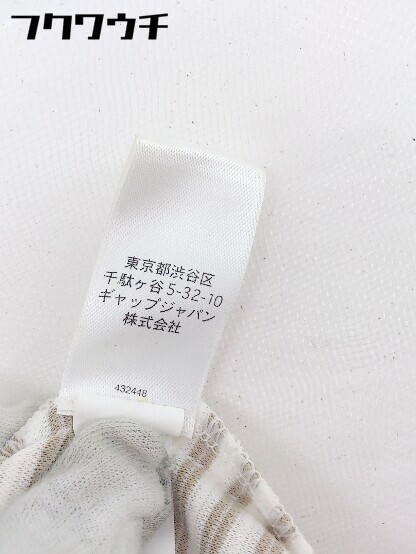 フクワウチ
東京都渋谷区
千駄ヶ谷 5-32-10
ギャップジャパン
株式会社
432448